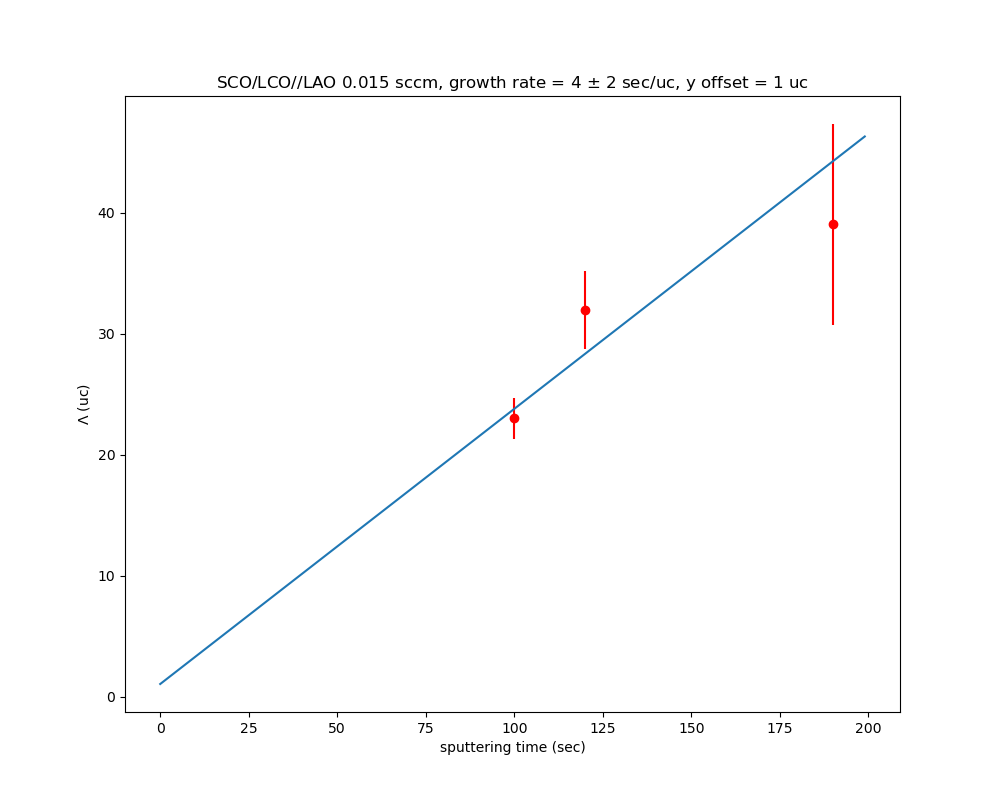 SCO/LCO//LAO 0.015 sccm, growth rate = 4 ± 2 sec/uc, y offset = 1 uc
40
30
20
10
0
Λ (uc)
0 25 50 75 100 125 150 175 200
sputtering time (sec)